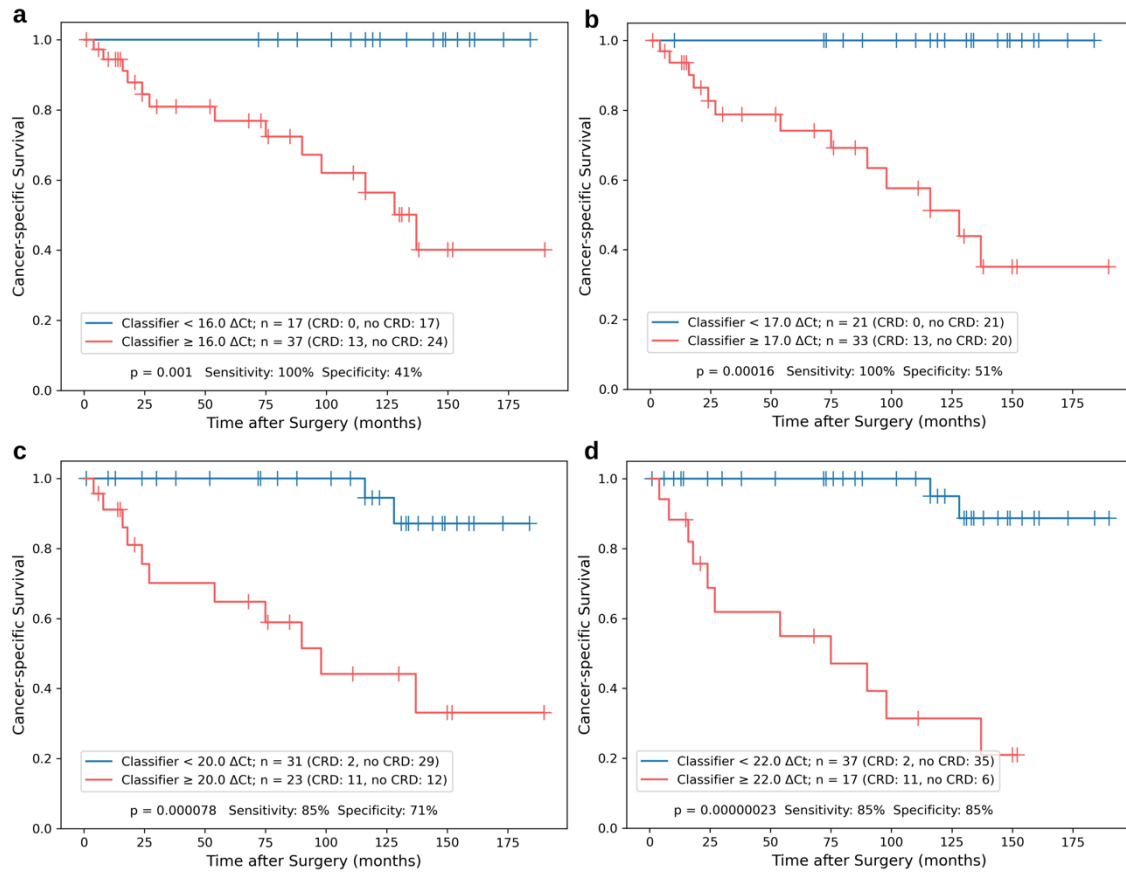 a
Cancer-specific Survival
1.0
0.8
0.6
0.4
0.2
0.0
Classifier < 16.0 ΔCt; n = 17 (CRD: 0, no CRD: 17)
Classifier ≥ 16.0 ΔCt; n = 37 (CRD: 13, no CRD: 24)
p = 0.001 Sensitivity: 100% Specificity: 41%
0 25 50 75 100 125 150 175
Time after Surgery (months)
b
Cancer-specific Survival
1.0
0.8
0.6
0.4
0.2
0.0
Classifier < 17.0 ΔCt; n = 21 (CRD: 0, no CRD: 21)
Classifier ≥ 17.0 ΔCt; n = 33 (CRD: 13, no CRD: 20)
p = 0.00016 Sensitivity: 100% Specificity: 51%
0 25 50 75 100 125 150 175
Time after Surgery (months)
c
Cancer-specific Survival
1.0
0.8
0.6
0.4
0.2
0.0
Classifier < 20.0 ΔCt; n = 31 (CRD: 2, no CRD: 29)
Classifier ≥ 20.0 ΔCt; n = 23 (CRD: 11, no CRD: 12)
p = 0.000078 Sensitivity: 85% Specificity: 71%
0 25 50 75 100 125 150 175
Time after Surgery (months)
d
Cancer-specific Survival
1.0
0.8
0.6
0.4
0.2
0.0
Classifier < 22.0 ΔCt; n = 37 (CRD: 2, no CRD: 35)
Classifier ≥ 22.0 ΔCt; n = 17 (CRD: 11, no CRD: 6)
p = 0.00000023 Sensitivity: 85% Specificity: 85%
0 25 50 75 100 125 150 175
Time after Surgery (months)